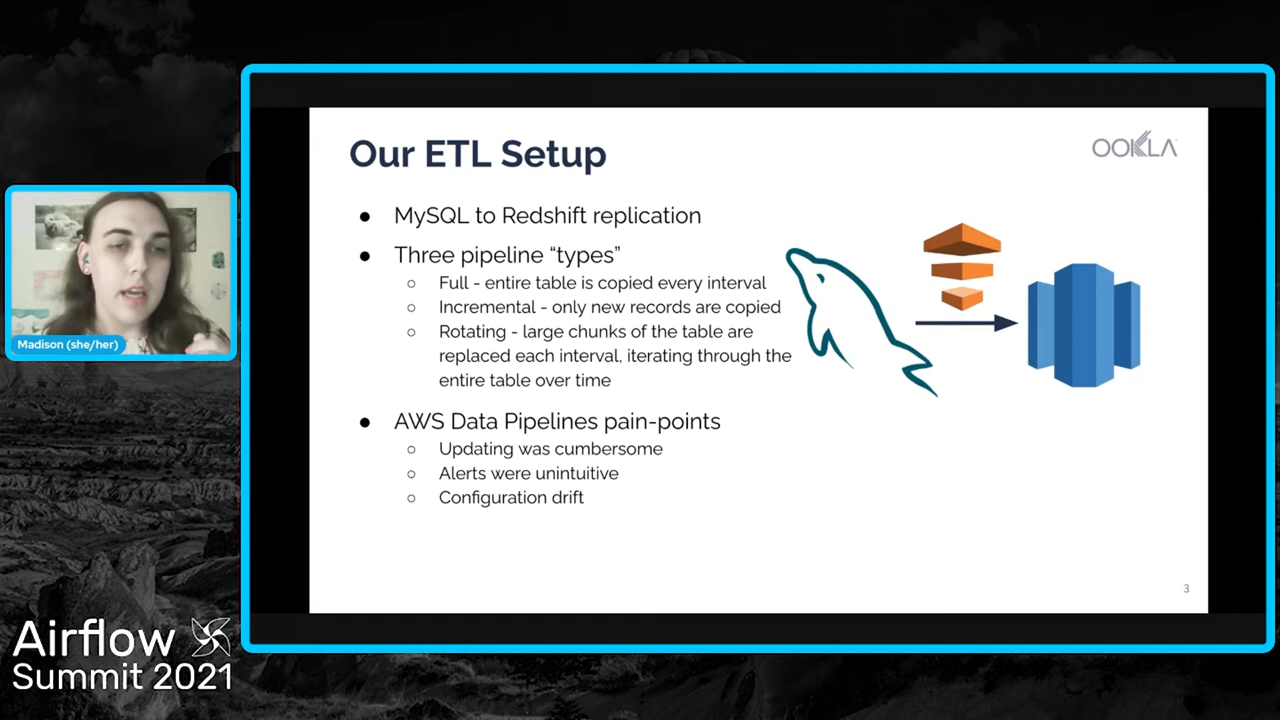 Our ETL Setup
OOKLA
● MySQL to Redshift replication
● Three pipeline “types”
○ Full - entire table is copied every interval
○ Incremental - only new records are copied
○ Rotating - large chunks of the table are
replaced each interval, iterating through the
entire table over time
● AWS Data Pipelines pain-points
○ Updating was cumbersome
○ Alerts were unintuitive
○ Configuration drift
3
Madison (she/her)
Airflow
Summit 2021